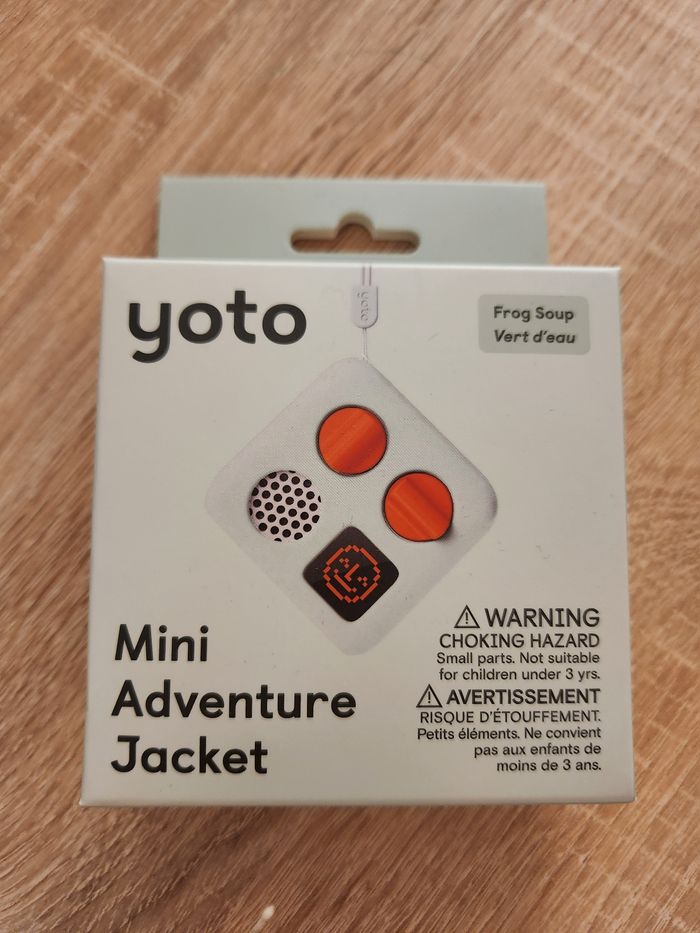 yoto
yoto
Frog Soup
Vert d'eau
Mini
Adventure
Jacket
WARNING
CHOKING HAZARD
Small parts. Not suitable
for children under 3 yrs.
AVERTISSEMENT
RISQUE D'ÉTOUFFEMENT.
Petits éléments. Ne convient
pas aux enfants de
moins de 3 ans.